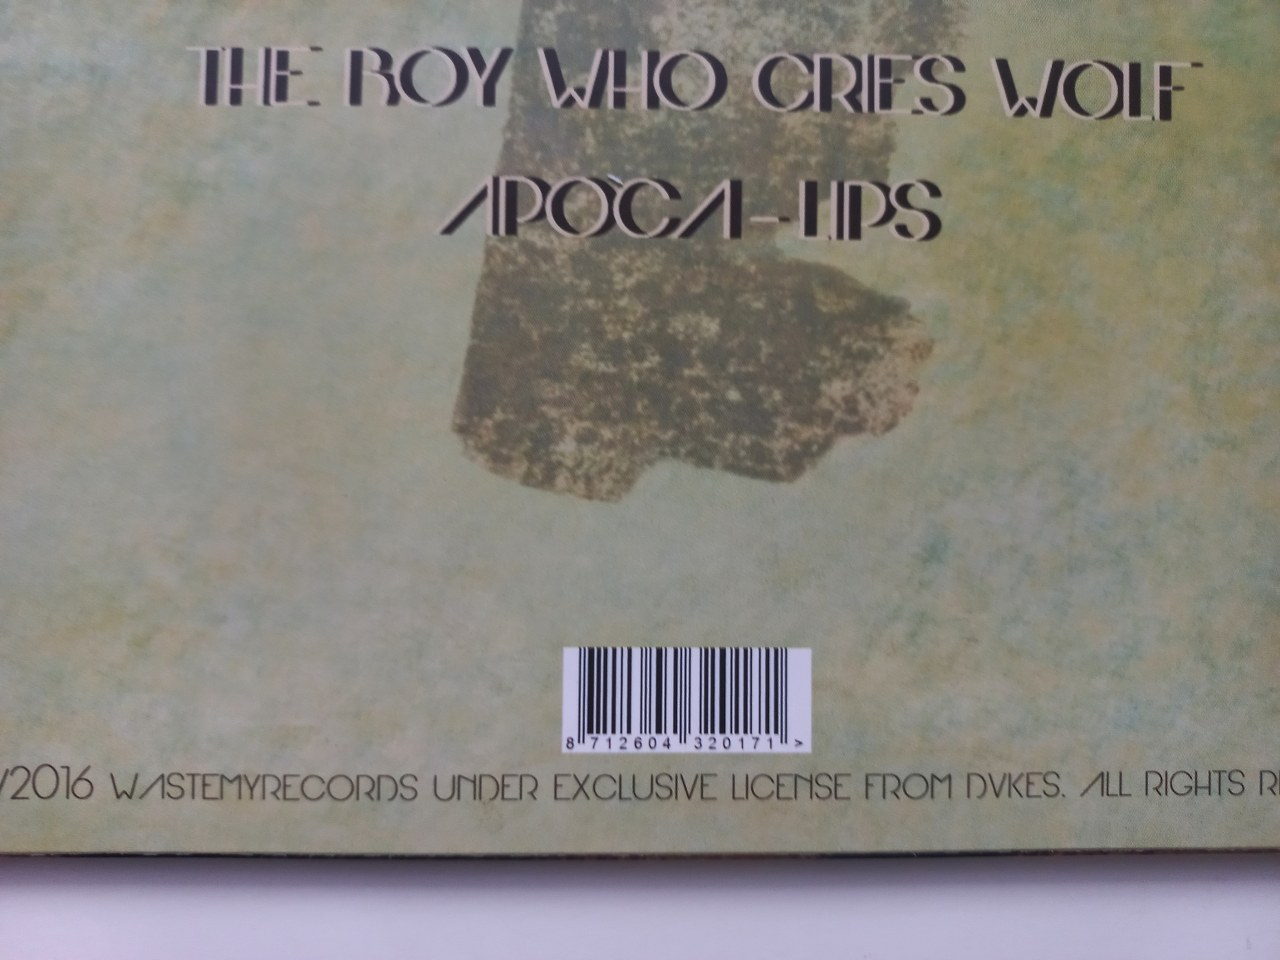 THE BOY WHO CRIES WOLF
APOCA-LIPS
8 712604 320171 >
/2016 WASTEMYRECORDS UNDER EXCLUSIVE LICENSE FROM DVKES. ALL RIGHTS RE